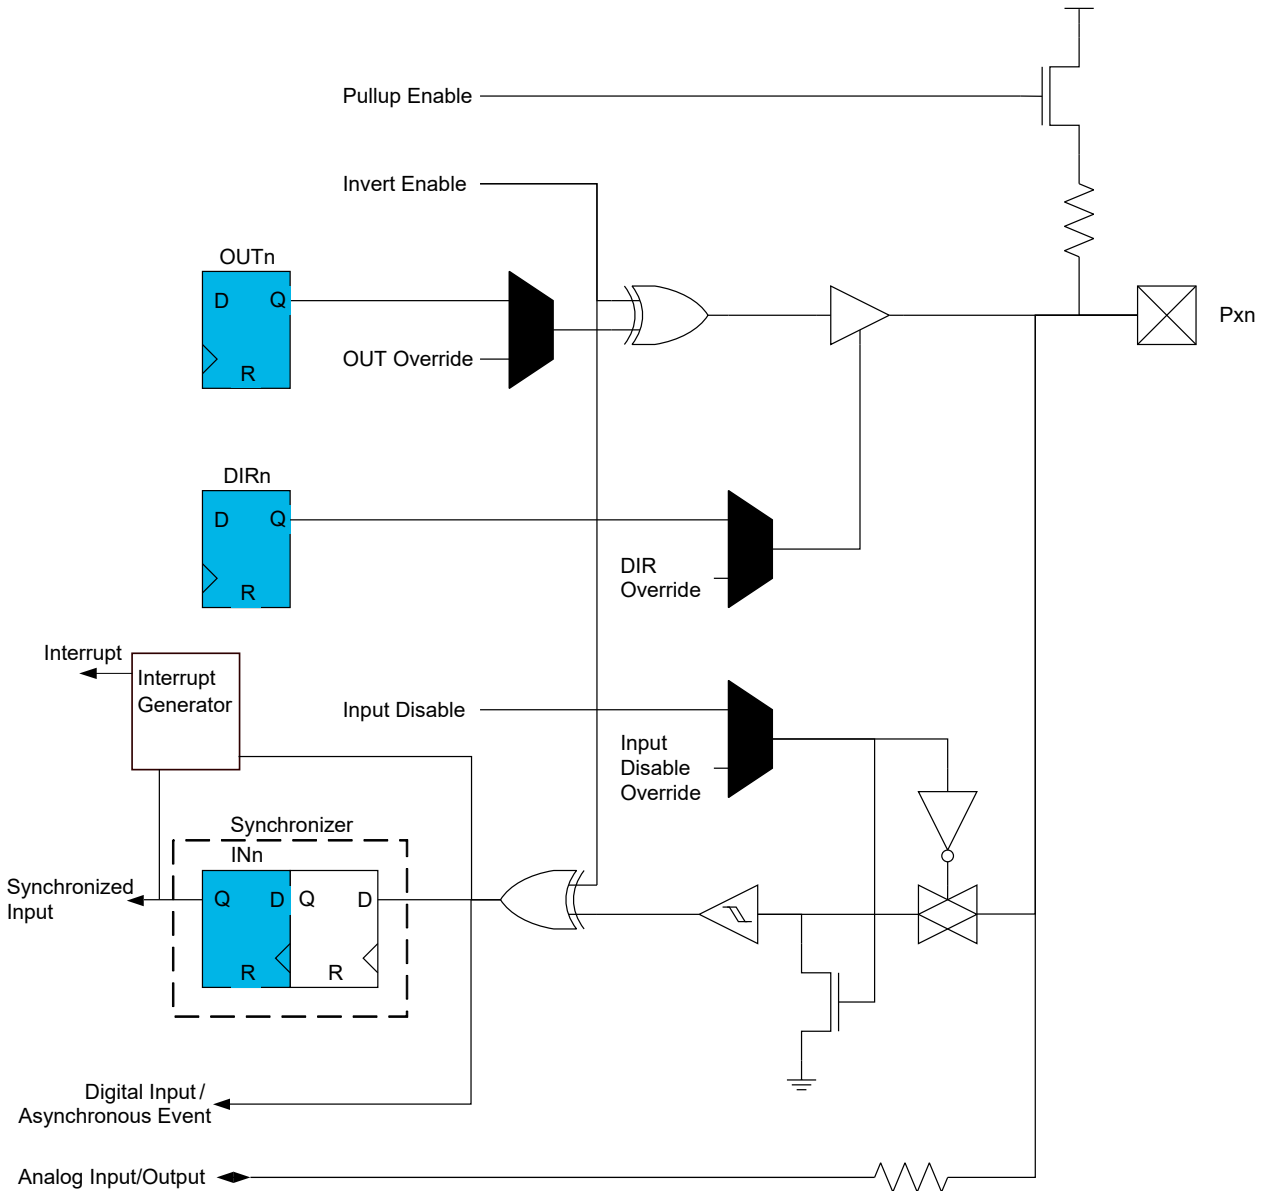 Pullup Enable
Invert Enable
OUTn
D Q
R
OUT Override
Pxn
DIRn
D Q
R
DIR
Override
Interrupt
Interrupt
Generator
Input Disable
Input
Disable
Override
Synchronizer
INn
Synchronized
Input
Q D Q D
R R
Digital Input/
Asynchronous Event
Analog Input/Output